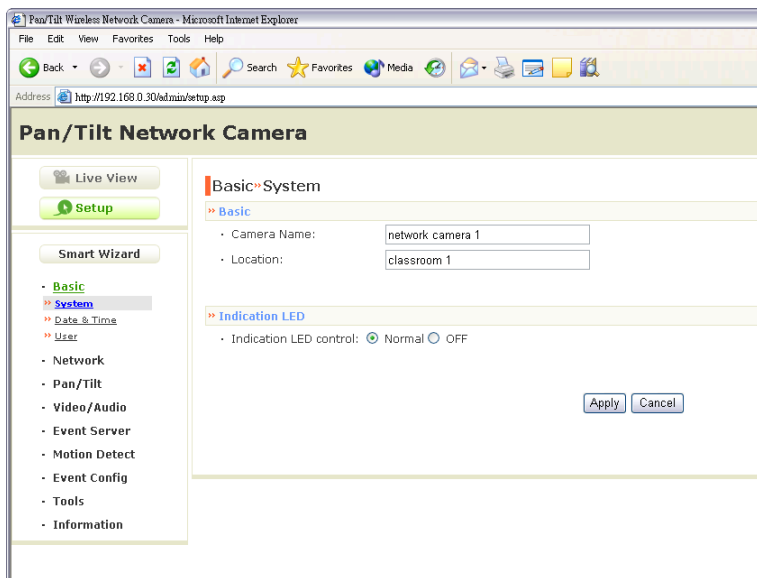 Pan/Tilt Wireless Network Camera - Microsoft Internet Explorer
File Edit View Favorites Tools Help
Back Search Favorites Media
Address http://192.168.0.30/admin/setup.asp
Pan/Tilt Network Camera
Live View
Setup
Smart Wizard
- Basic
» System
» Date & Time
» User
- Network
- Pan/Tilt
- Video/Audio
- Event Server
- Motion Detect
- Event Config
- Tools
- Information
Basic»System
» Basic
· Camera Name: network camera 1
· Location: classroom 1
» Indication LED
· Indication LED control: Normal OFF
Apply Cancel